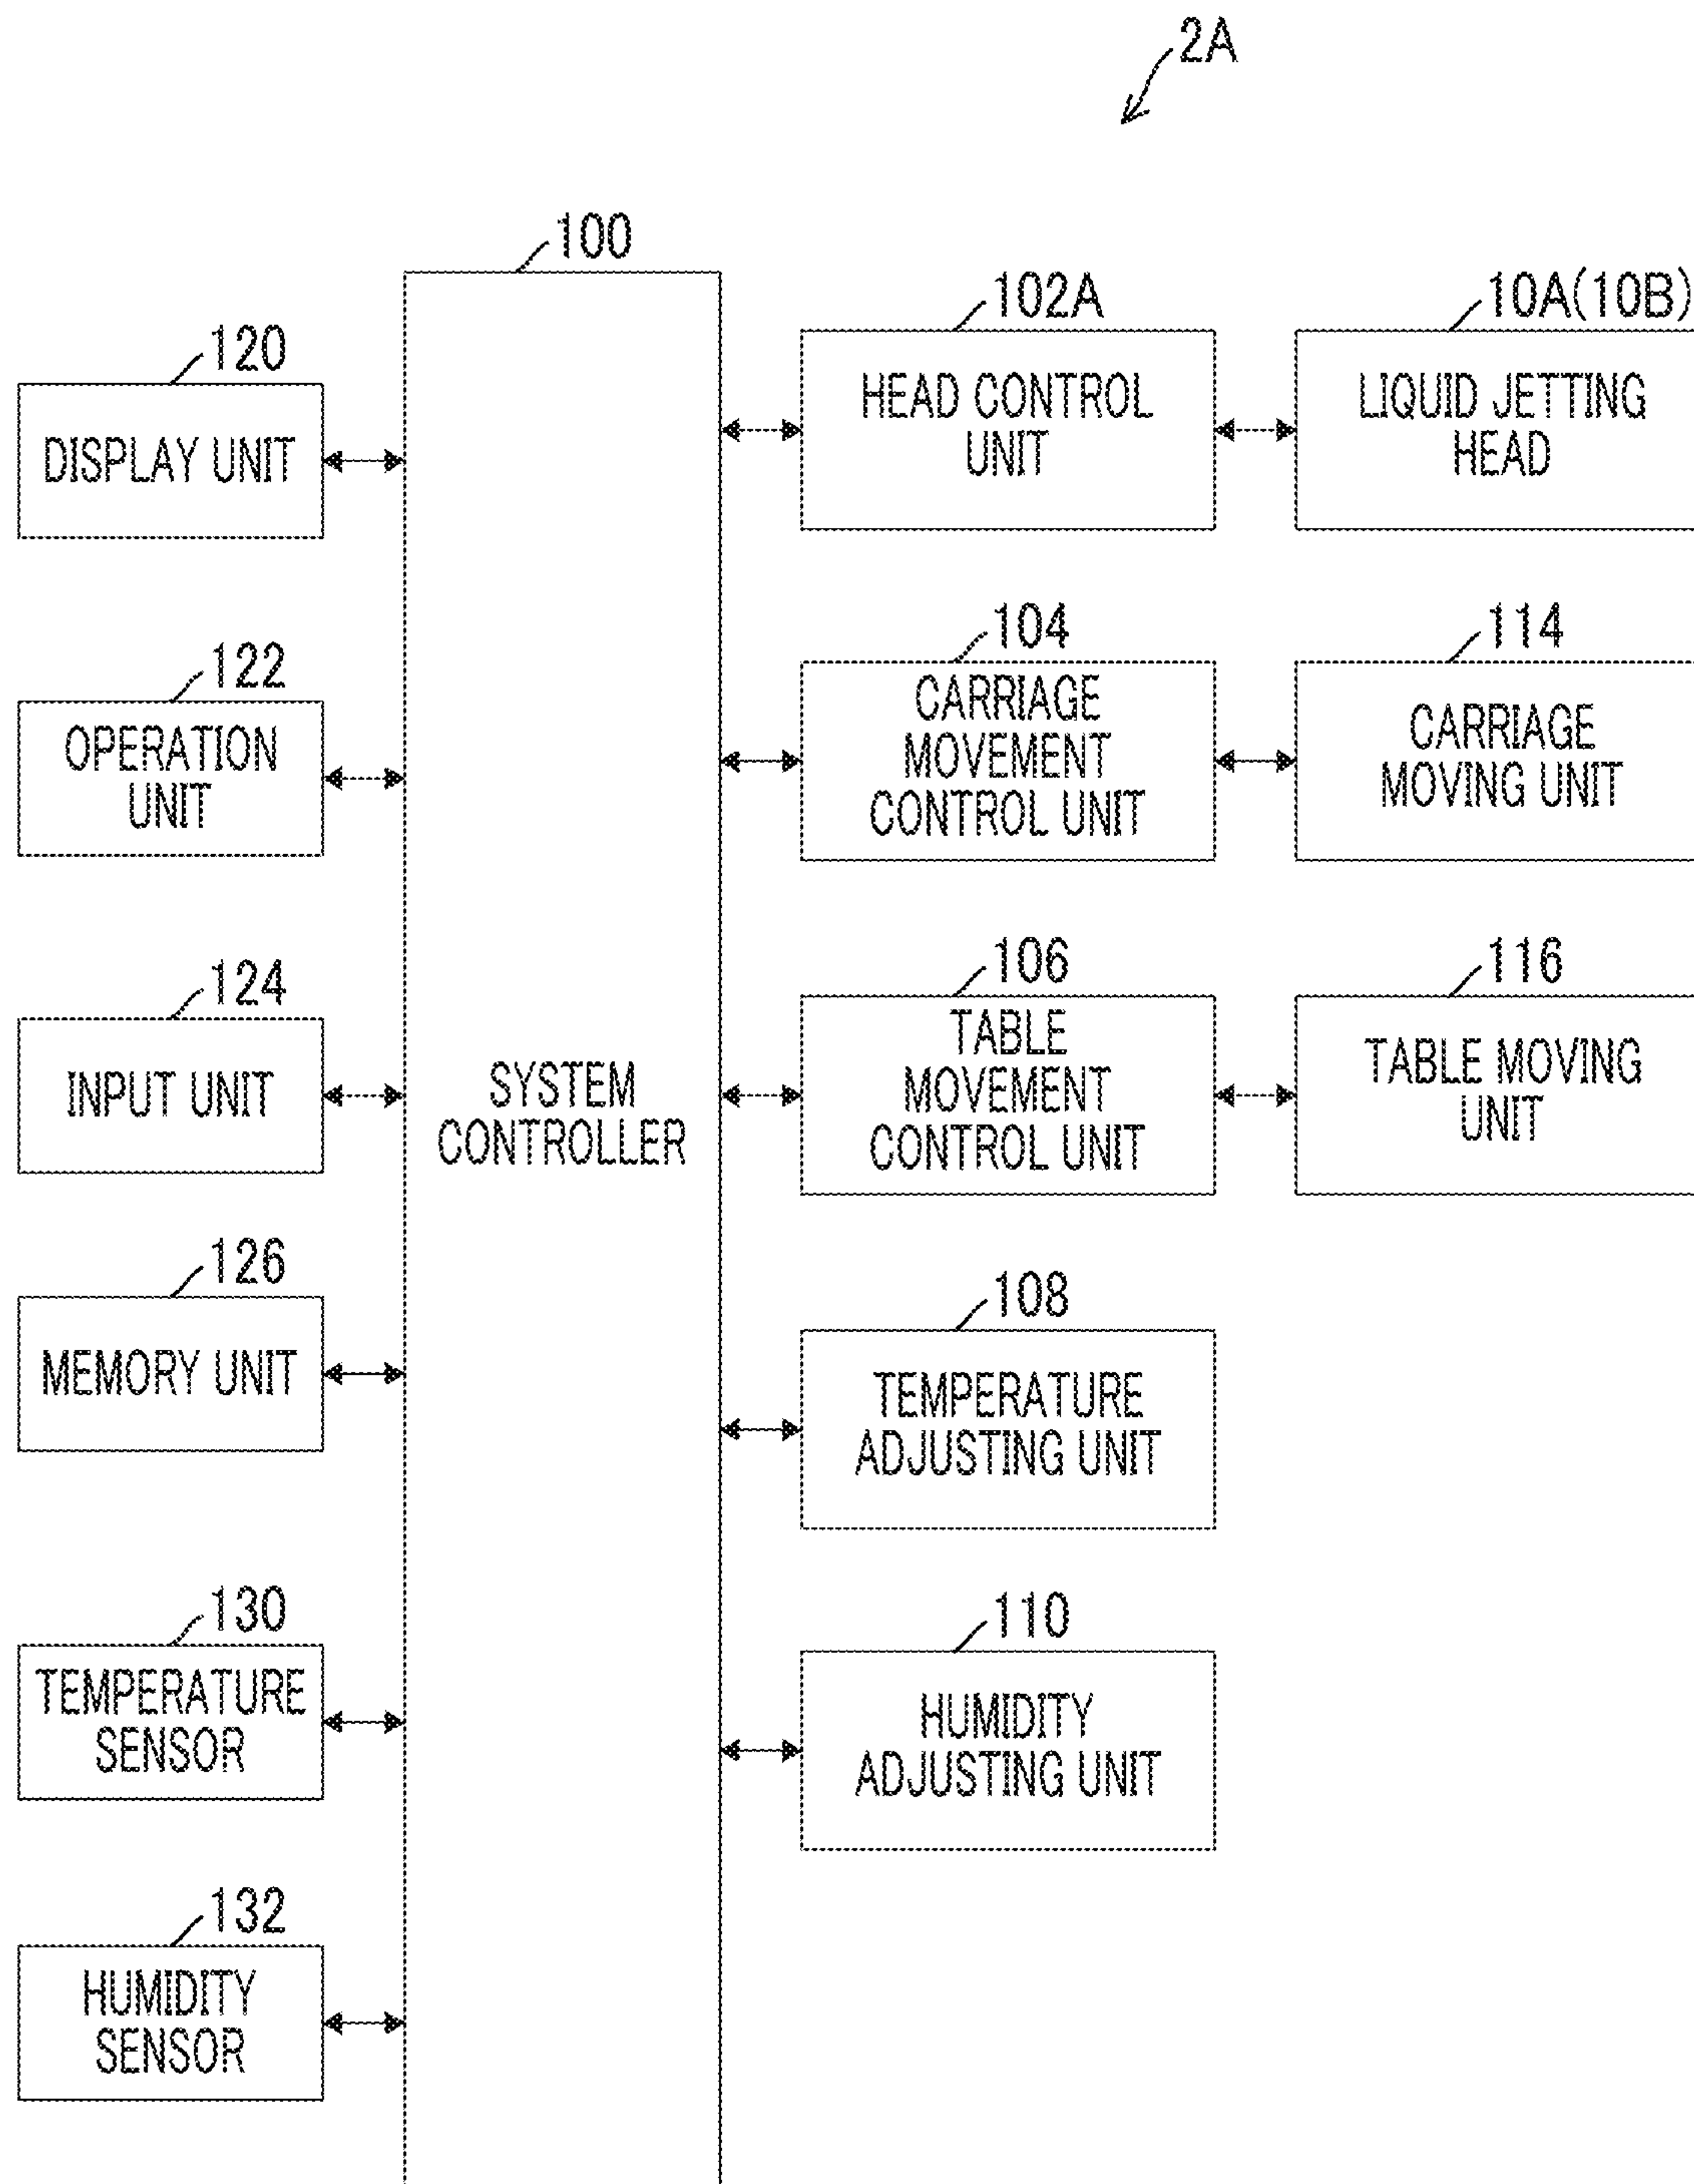 2A
100
102A
10A(10B)
120
HEAD CONTROL
UNIT
LIQUID JETTING
HEAD
DISPLAY UNIT
104
114
122
CARRIAGE
MOVEMENT
CONTROL UNIT
CARRIAGE
MOVING UNIT
OPERATION
UNIT
106
116
124
TABLE
MOVEMENT
CONTROL UNIT
TABLE MOVING
UNIT
INPUT UNIT
SYSTEM
CONTROLLER
126
108
MEMORY UNIT
TEMPERATURE
ADJUSTING UNIT
130
110
TEMPERATURE
SENSOR
HUMIDITY
ADJUSTING UNIT
132
HUMIDITY
SENSOR